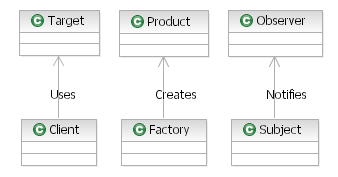 Target Product Observer
Uses Creates Notifies
Client Factory Subject